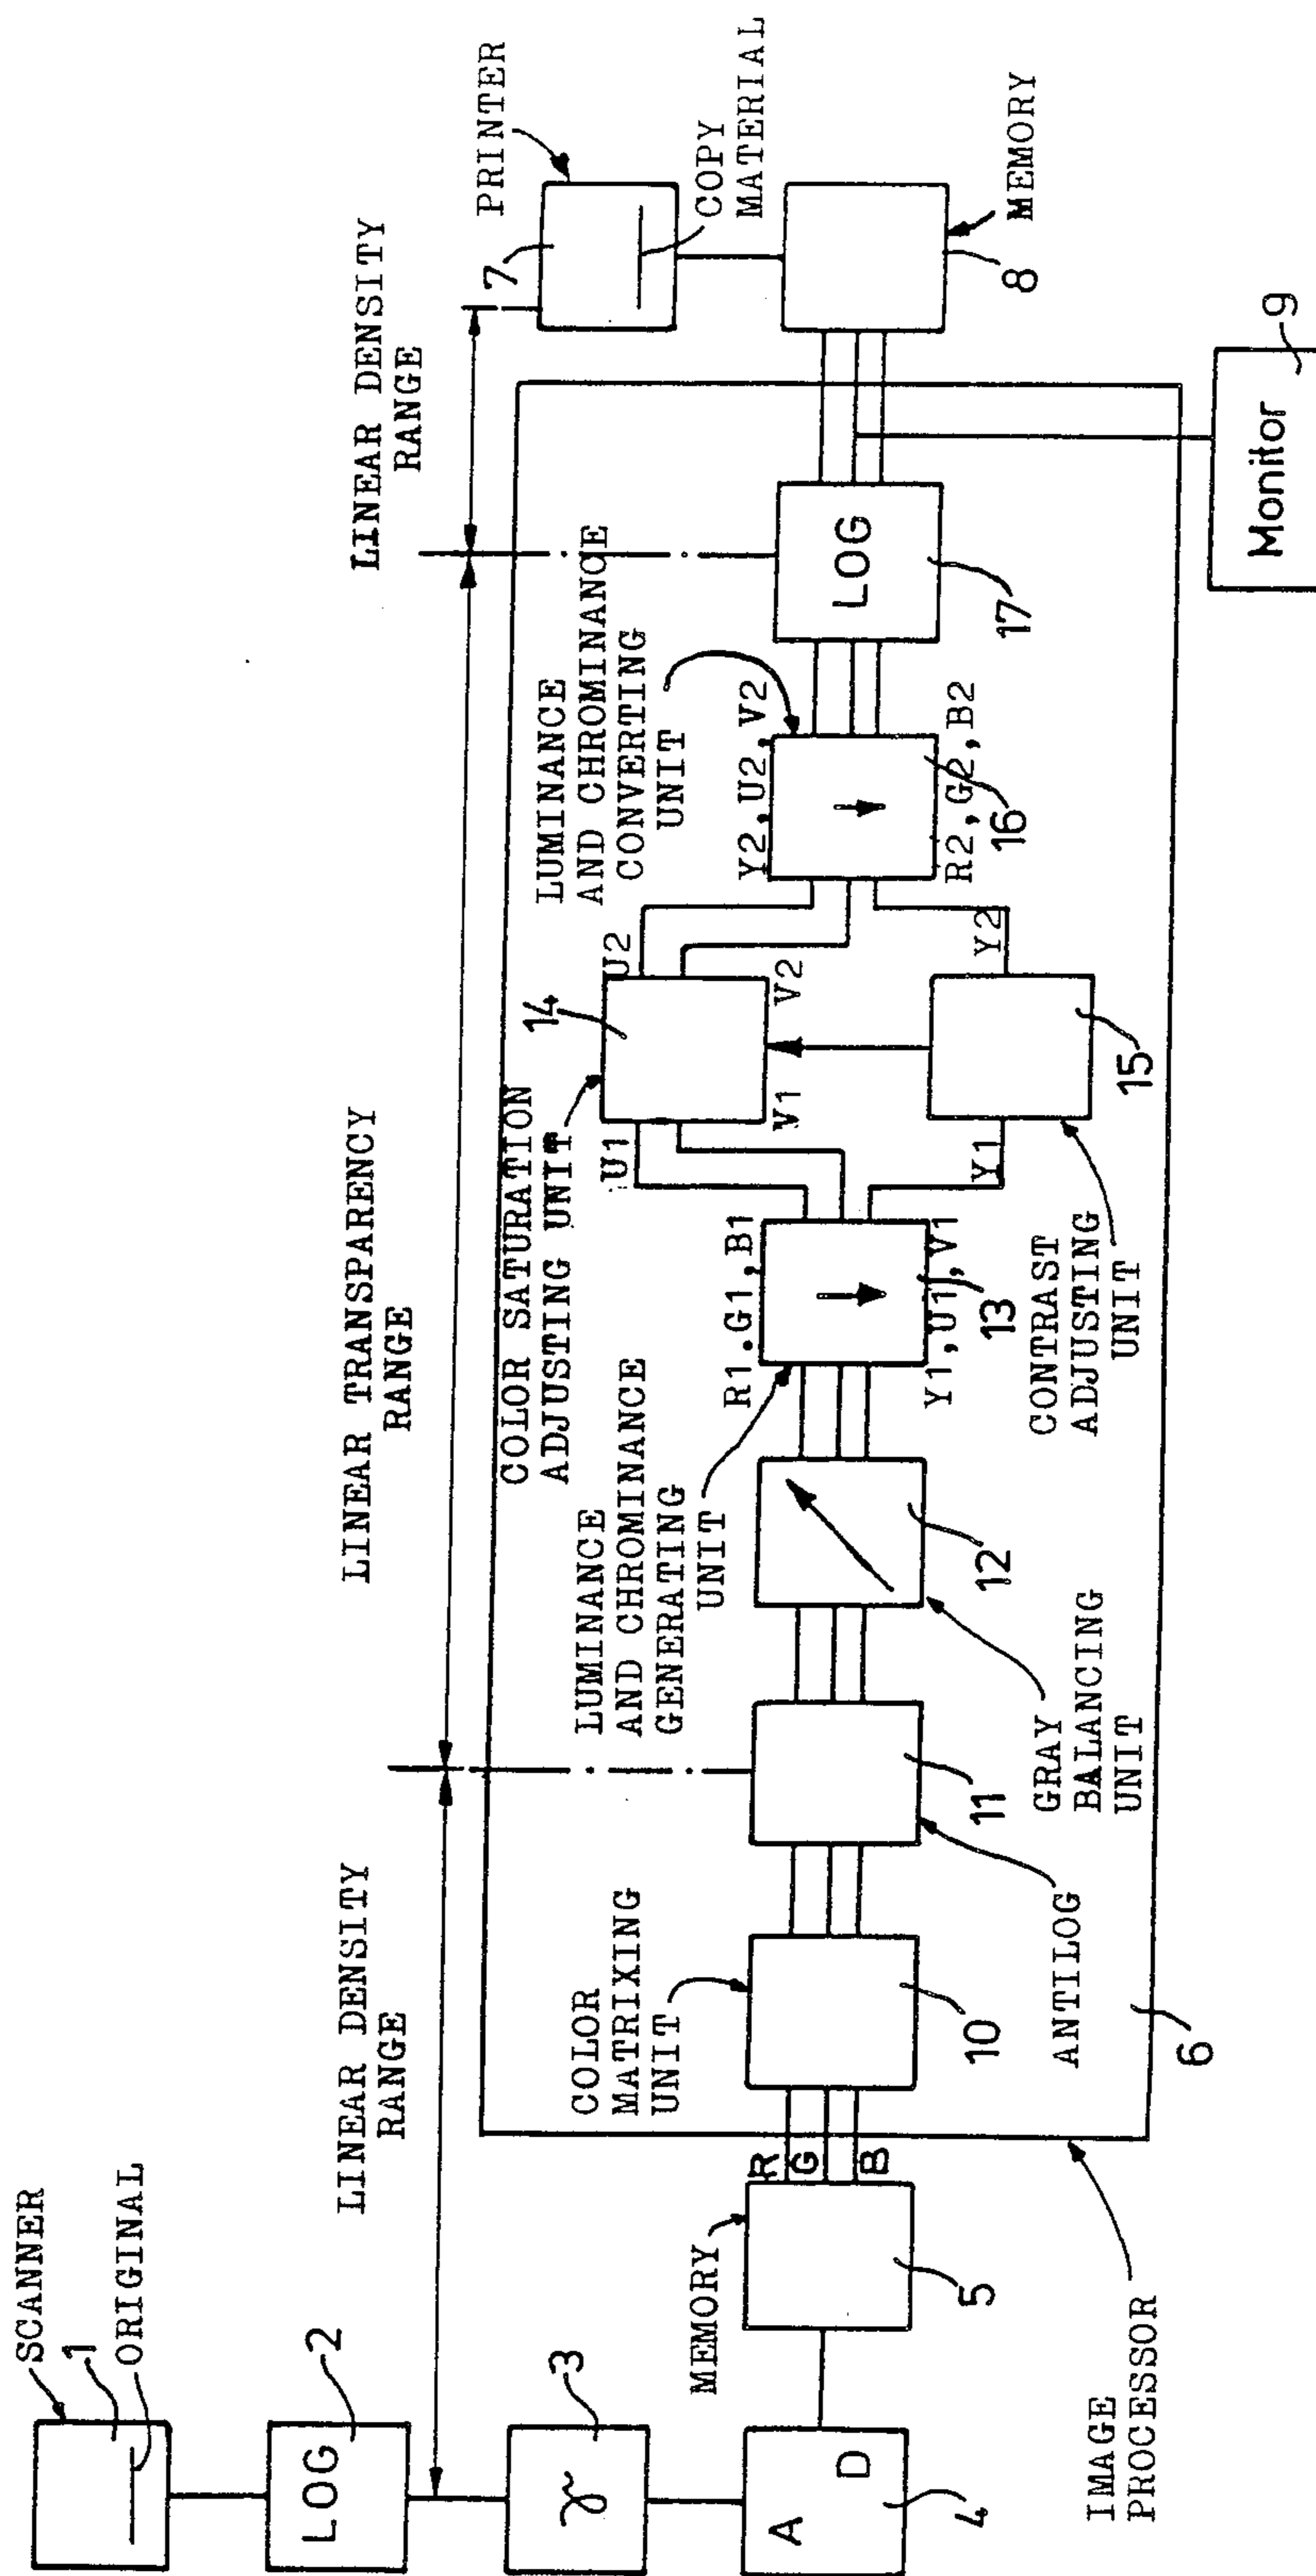 SCANNER
1
ORIGINAL
LOG
2
γ
3
A
D
4
MEMORY
5
R
G
B
IMAGE
PROCESSOR
6
LINEAR DENSITY
RANGE
LINEAR TRANSPARENCY
RANGE
LINEAR DENSITY
RANGE
COLOR
MATRIXING
UNIT
10
ANTILOG
11
GRAY
BALANCING
UNIT
12
LUMINANCE
AND CHROMINANCE
GENERATING
UNIT
R1.G1,B1
Y1,U1,V1
13
COLOR SATURATION
ADJUSTING UNIT
14
U1
V1
U2
V2
Y1
Y2
CONTRAST
ADJUSTING
UNIT
15
LUMINANCE
AND CHROMINANCE
CONVERTING
UNIT
Y2,U2,V2
R2,G2,B2
16
LOG
17
PRINTER
7
COPY
MATERIAL
MEMORY
8
Monitor
9